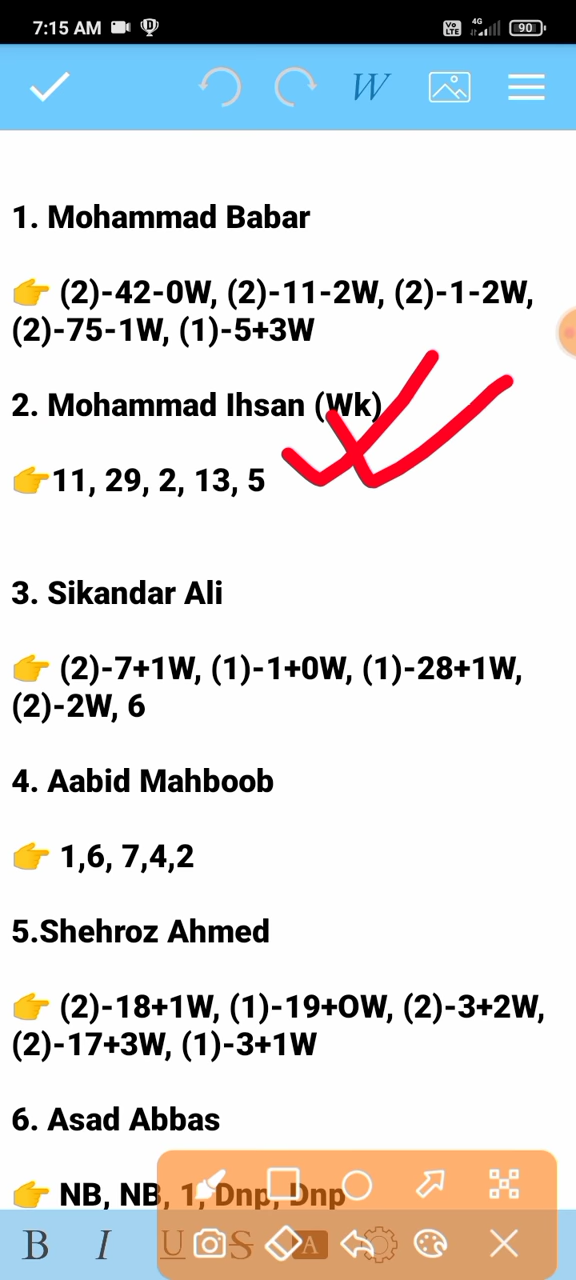 7:15 AM
Vo LTE 4G 90
W
1. Mohammad Babar
👉 (2)-42-0W, (2)-11-2W, (2)-1-2W,
(2)-75-1W, (1)-5+3W
2. Mohammad Ihsan (Wk)
👉11, 29, 2, 13, 5
3. Sikandar Ali
👉 (2)-7+1W, (1)-1+0W, (1)-28+1W,
(2)-2W, 6
4. Aabid Mahboob
👉 1,6, 7,4,2
5.Shehroz Ahmed
👉 (2)-18+1W, (1)-19+OW, (2)-3+2W,
(2)-17+3W, (1)-3+1W
6. Asad Abbas
👉 NB, NB, 1, Dnp, Dnp
B I U S A